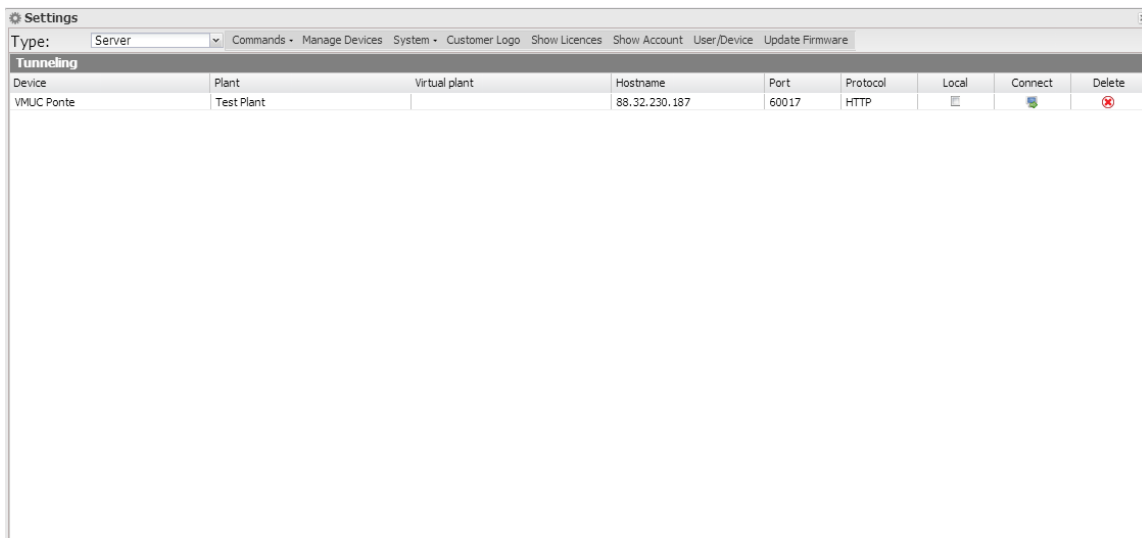 Settings
Type: Server Commands Manage Devices System Customer Logo Show Licences Show Account User/Device Update Firmware
Tunneling
Device Plant Virtual plant Hostname Port Protocol Local Connect Delete
VMUC Ponte Test Plant 88.32.230.187 60017 HTTP